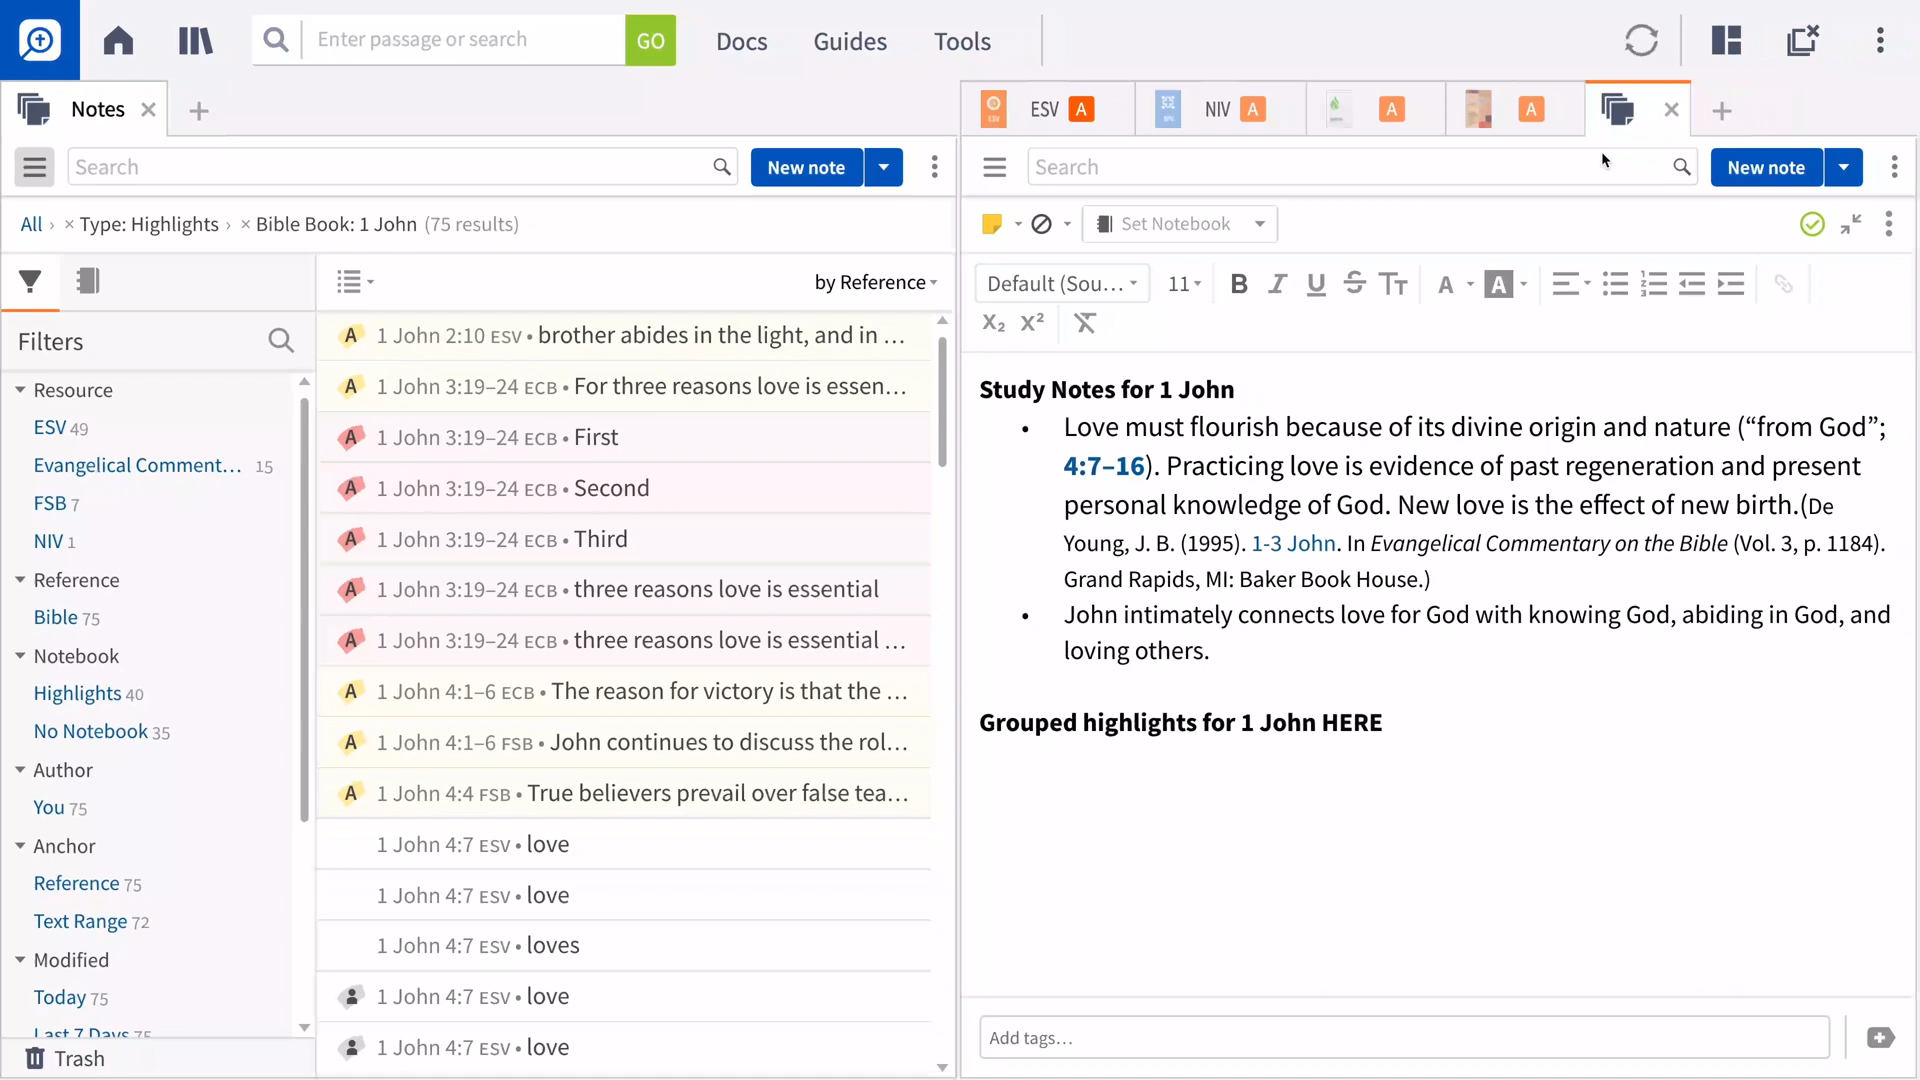 Enter passage or search
GO
Docs
Guides
Tools
Notes
ESV A
NIV A
A
A
Search
New note
Search
New note
All › × Type: Highlights › × Bible Book: 1 John (75 results)
Set Notebook
by Reference
Default (Sou...
11
B I U S Tт A A
X₂ X²
Filters
Resource
ESV 49
Evangelical Comment... 15
FSB 7
NIV 1
Reference
Bible 75
Notebook
Highlights 40
No Notebook 35
Author
You 75
Anchor
Reference 75
Text Range 72
Modified
Today 75
Last 7 Days 75
Trash
A 1 John 2:10 ESV • brother abides in the light, and in ...
A 1 John 3:19–24 ECB • For three reasons love is essen...
A 1 John 3:19–24 ECB • First
A 1 John 3:19–24 ECB • Second
A 1 John 3:19–24 ECB • Third
A 1 John 3:19–24 ECB • three reasons love is essential
A 1 John 3:19–24 ECB • three reasons love is essential ...
A 1 John 4:1–6 ECB • The reason for victory is that the ...
A 1 John 4:1–6 FSB • John continues to discuss the rol...
A 1 John 4:4 FSB • True believers prevail over false tea...
1 John 4:7 ESV • love
1 John 4:7 ESV • love
1 John 4:7 ESV • loves
1 John 4:7 ESV • love
1 John 4:7 ESV • love
Study Notes for 1 John
• Love must flourish because of its divine origin and nature (“from God”;
4:7–16). Practicing love is evidence of past regeneration and present
personal knowledge of God. New love is the effect of new birth.(De
Young, J. B. (1995). 1-3 John. In Evangelical Commentary on the Bible (Vol. 3, p. 1184).
Grand Rapids, MI: Baker Book House.)
• John intimately connects love for God with knowing God, abiding in God, and
loving others.
Grouped highlights for 1 John HERE
Add tags...